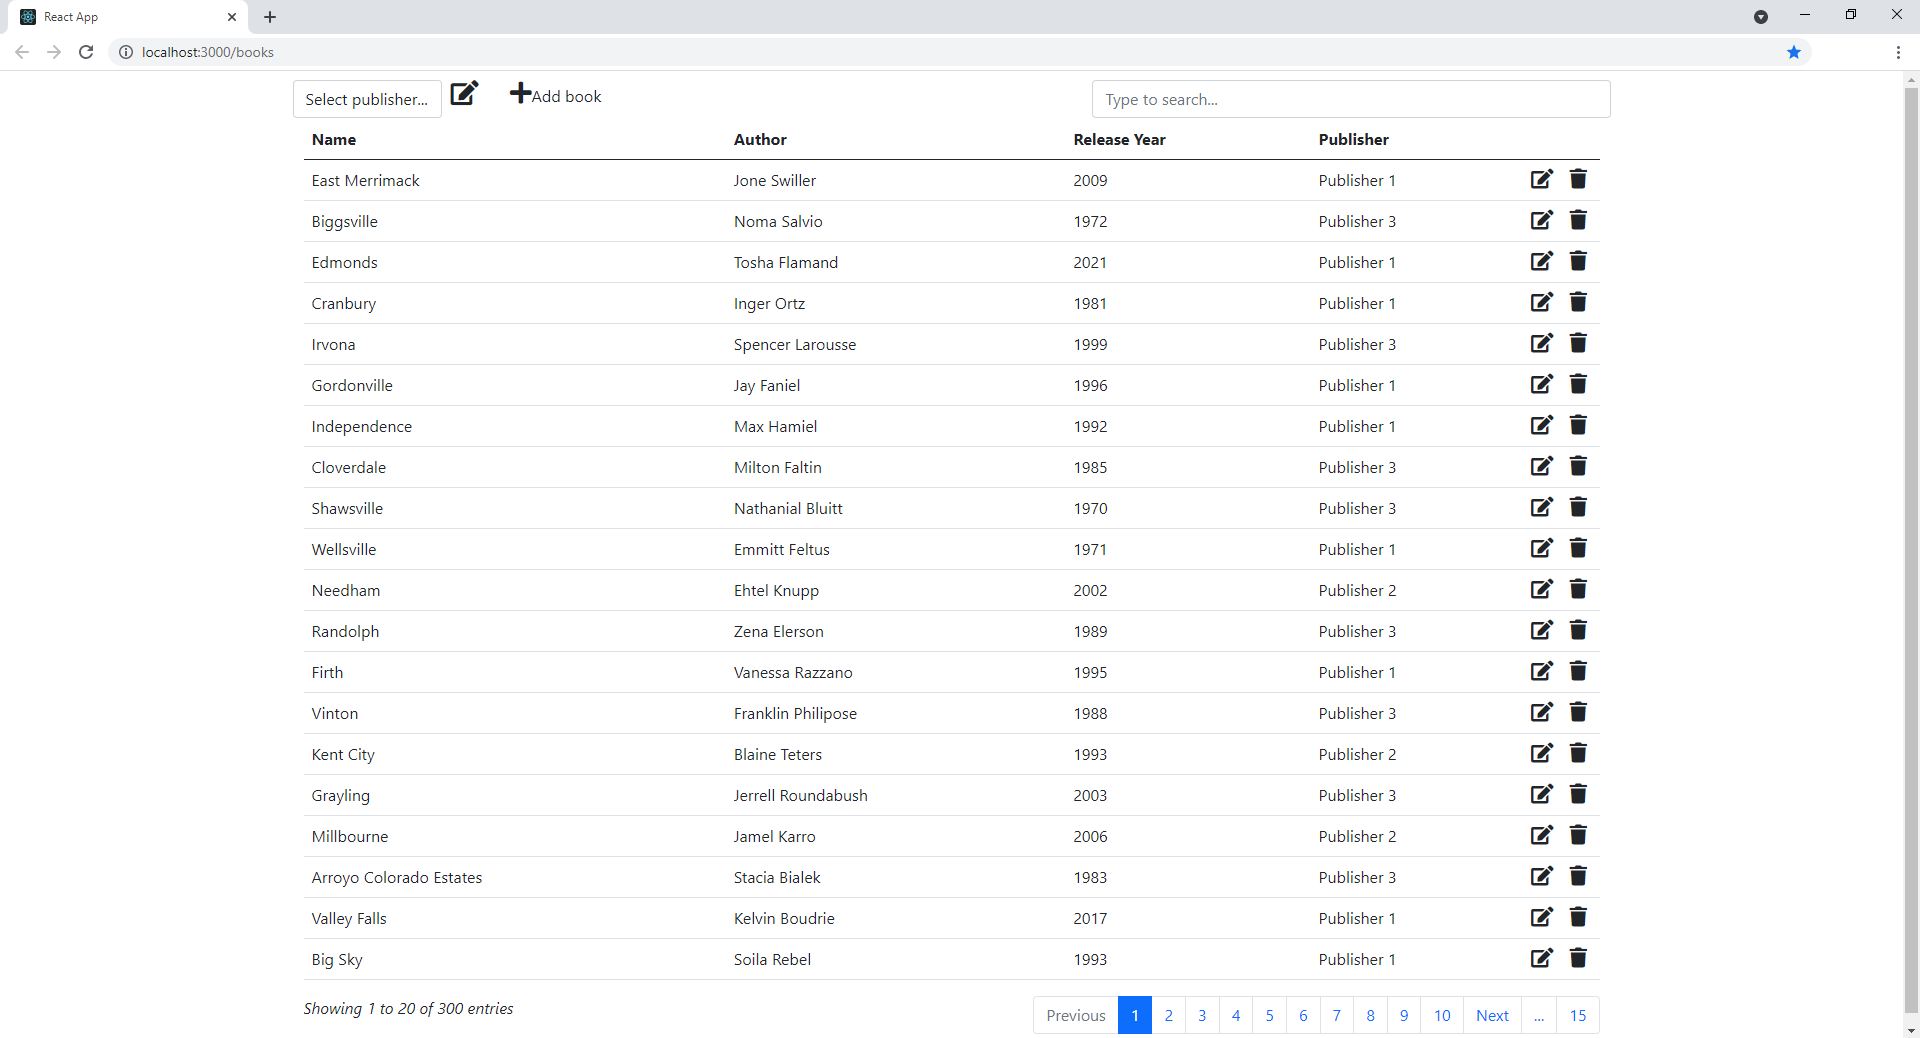 React App
localhost:3000/books
Select publisher... Add book Type to search...
Name Author Release Year Publisher
East Merrimack Jone Swiller 2009 Publisher 1
Biggsville Noma Salvio 1972 Publisher 3
Edmonds Tosha Flamand 2021 Publisher 1
Cranbury Inger Ortz 1981 Publisher 1
Irvona Spencer Larousse 1999 Publisher 3
Gordonville Jay Faniel 1996 Publisher 1
Independence Max Hamiel 1992 Publisher 1
Cloverdale Milton Faltin 1985 Publisher 3
Shawsville Nathanial Bluitt 1970 Publisher 3
Wellsville Emmitt Feltus 1971 Publisher 1
Needham Ehtel Knupp 2002 Publisher 2
Randolph Zena Elerson 1989 Publisher 3
Firth Vanessa Razzano 1995 Publisher 1
Vinton Franklin Philipose 1988 Publisher 3
Kent City Blaine Teters 1993 Publisher 2
Grayling Jerrell Roundabush 2003 Publisher 3
Millbourne Jamel Karro 2006 Publisher 2
Arroyo Colorado Estates Stacia Bialek 1983 Publisher 3
Valley Falls Kelvin Boudrie 2017 Publisher 1
Big Sky Soila Rebel 1993 Publisher 1
Showing 1 to 20 of 300 entries Previous 1 2 3 4 5 6 7 8 9 10 Next ... 15